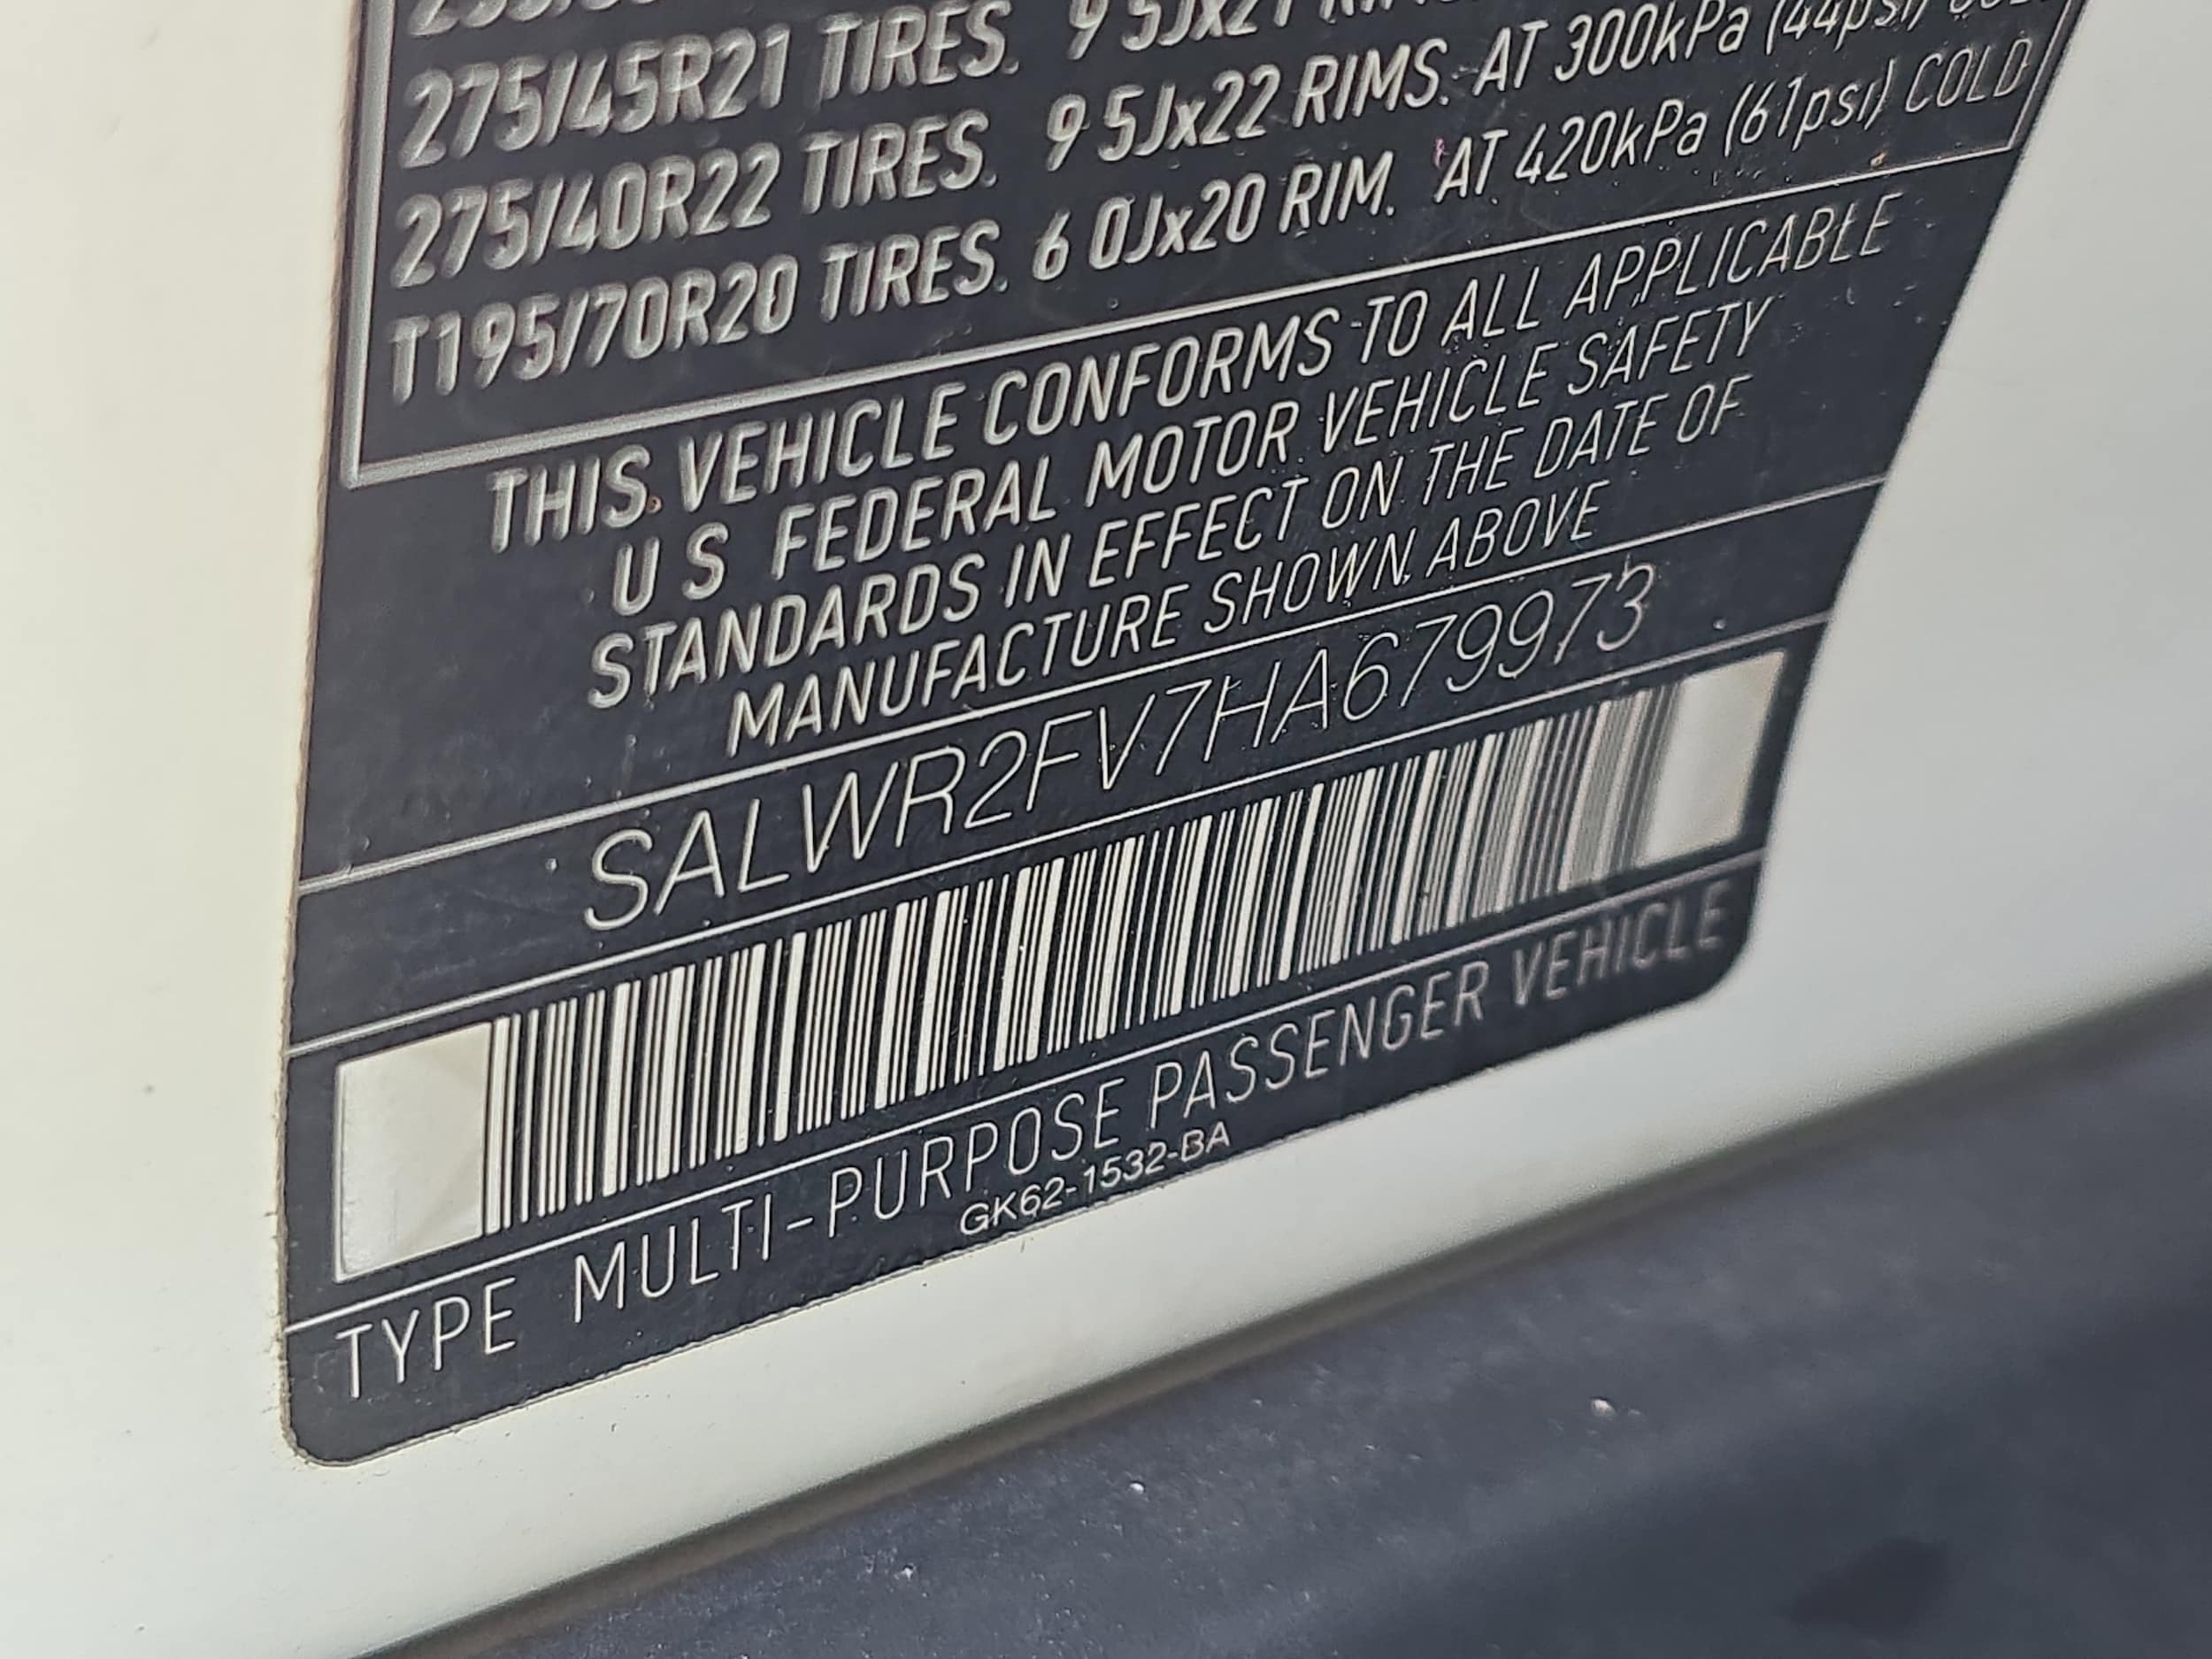 275/45R21 TIRES. 9 5Jx21
275/40R22 TIRES. 9 5Jx22 RIMS. AT 300kPa (44psi)
T195/70R20 TIRES. 6 0Jx20 RIM. AT 420kPa (61psi) COLD
THIS VEHICLE CONFORMS TO ALL APPLICABLE
U S FEDERAL MOTOR VEHICLE SAFETY
STANDARDS IN EFFECT ON THE DATE OF
MANUFACTURE SHOWN ABOVE
SALWR2FV7HA679973
TYPE MULTI-PURPOSE PASSENGER VEHICLE
GK62-1532-BA